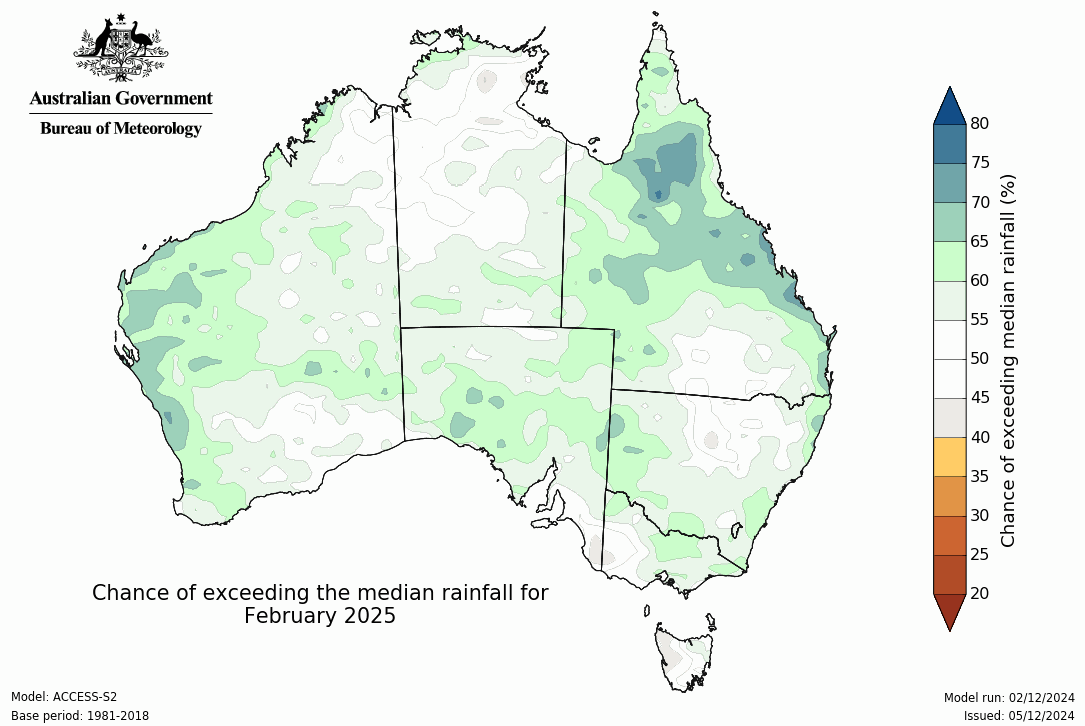 Australian Government
Bureau of Meteorology
80
75
70
65
60
55
50
45
40
35
30
25
20
Chance of exceeding median rainfall (%)
Chance of exceeding the median rainfall for
February 2025
Model: ACCESS-S2
Base period: 1981-2018
Model run: 02/12/2024
Issued: 05/12/2024